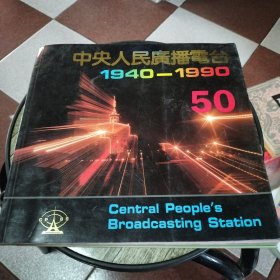 中央人民廣播電台
1940—1990
50
Central People's
Broadcasting Station